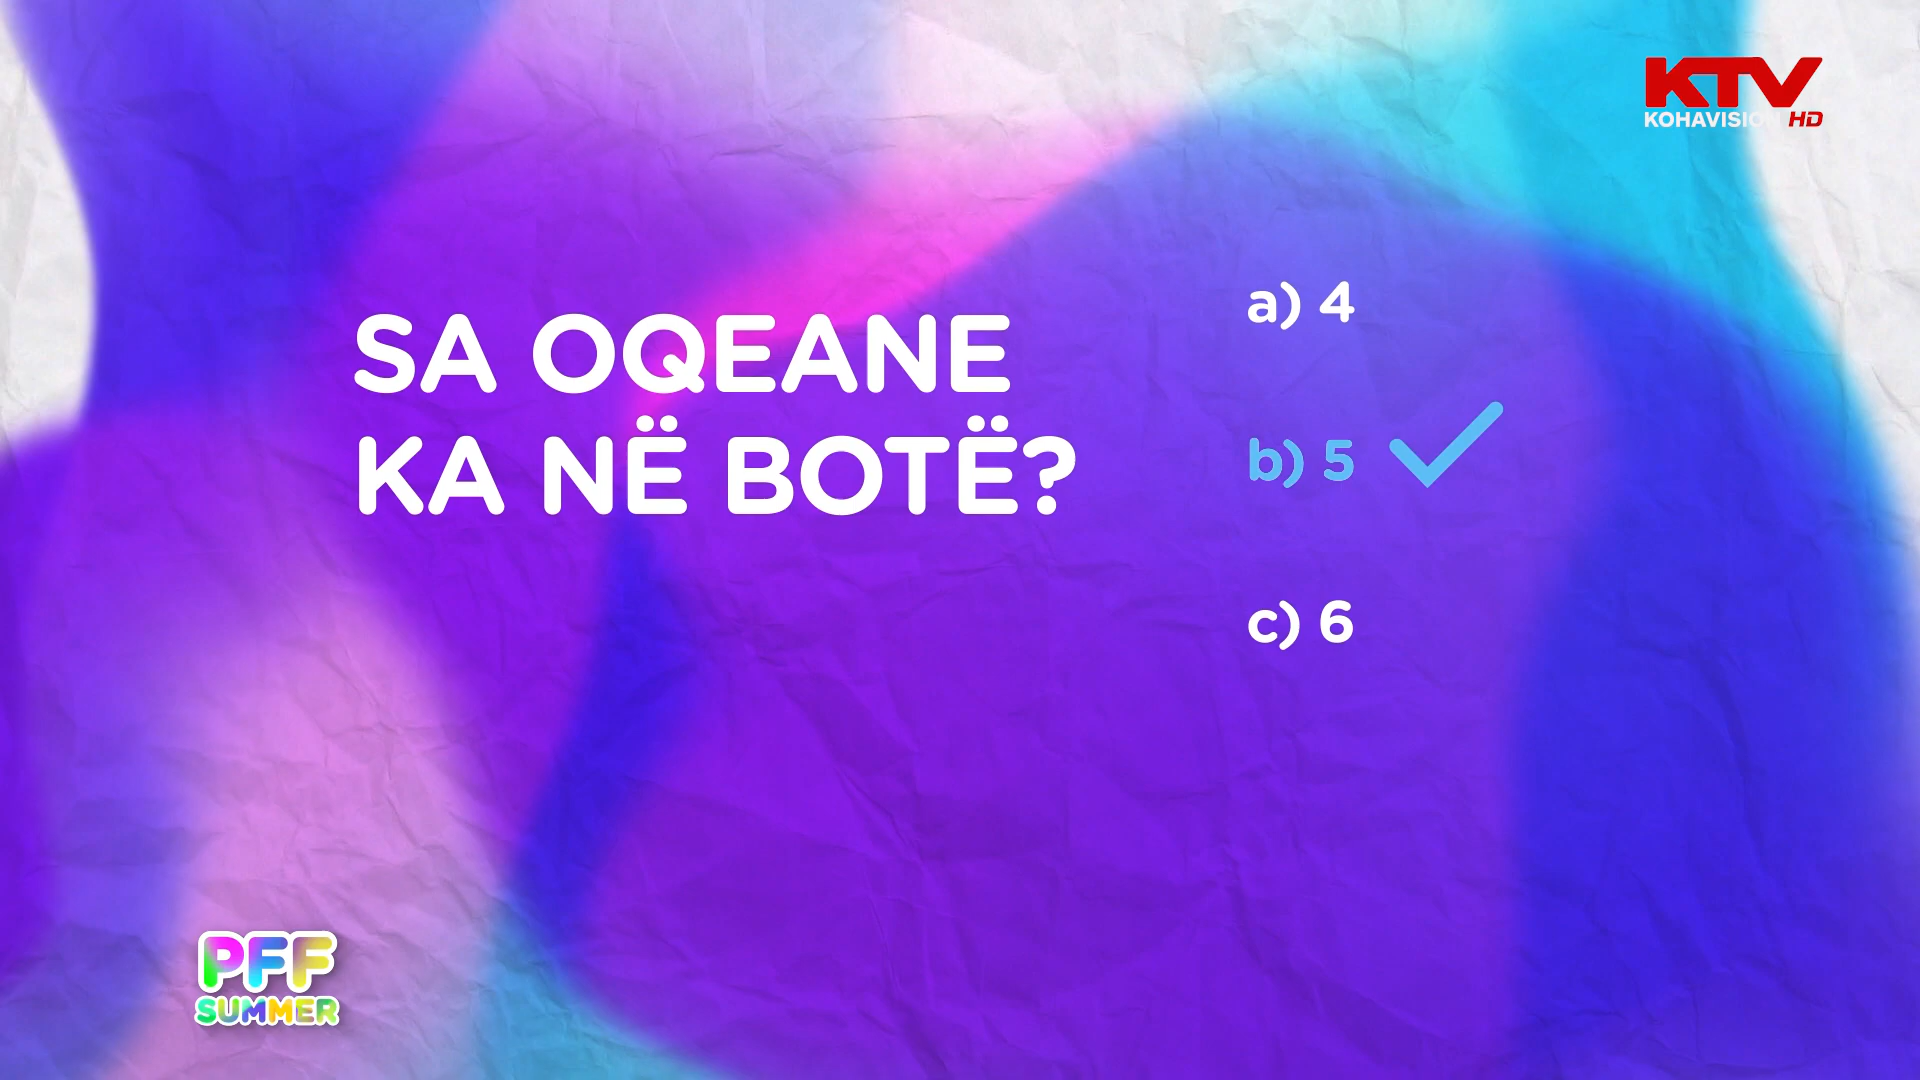 KTV
KOHAVISION HD
SA OQEANE
KA NË BOTË?
a) 4
b) 5
c) 6
PFF
SUMMER